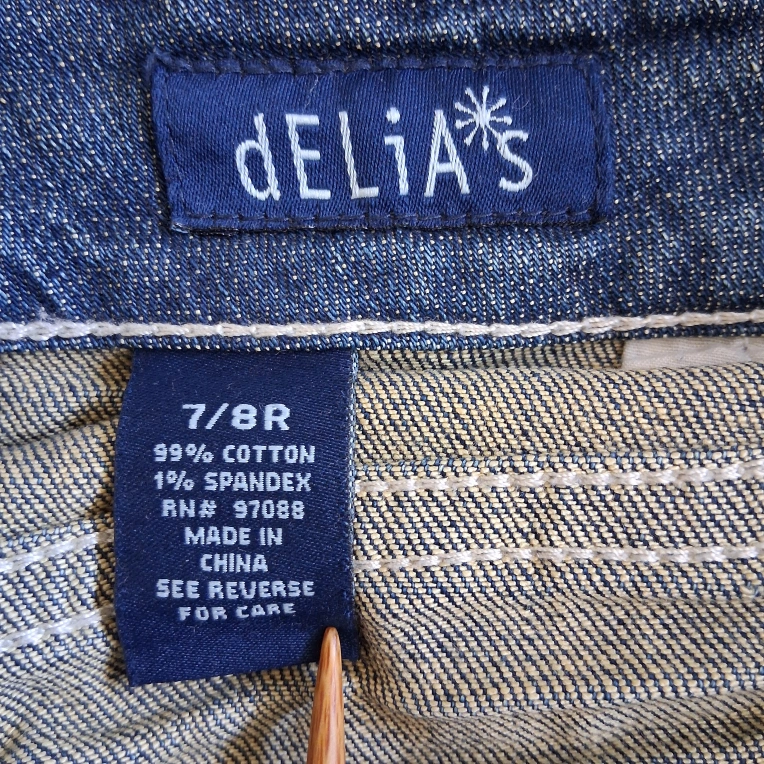 dELiA*s
7/8R
99% COTTON
1% SPANDEX
RN# 97088
MADE IN
CHINA
SEE REVERSE
FOR CARE